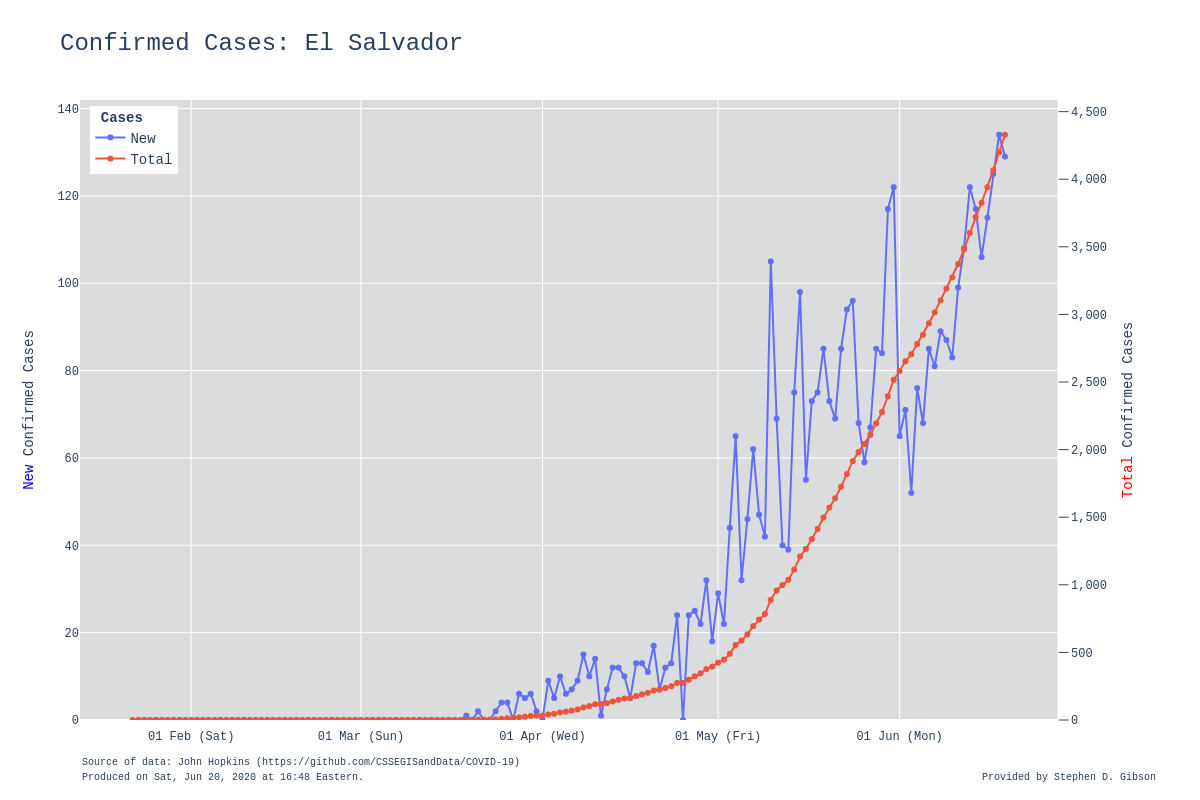 Confirmed Cases: El Salvador
Cases
New
Total
140
120
100
80
60
40
20
0
4,500
4,000
3,500
3,000
2,500
2,000
1,500
1,000
500
0
New Confirmed Cases
Total Confirmed Cases
01 Feb (Sat)
01 Mar (Sun)
01 Apr (Wed)
01 May (Fri)
01 Jun (Mon)
Source of data: John Hopkins (https://github.com/CSSEGISandData/COVID-19)
Produced on Sat, Jun 20, 2020 at 16:48 Eastern.
Provided by Stephen D. Gibson